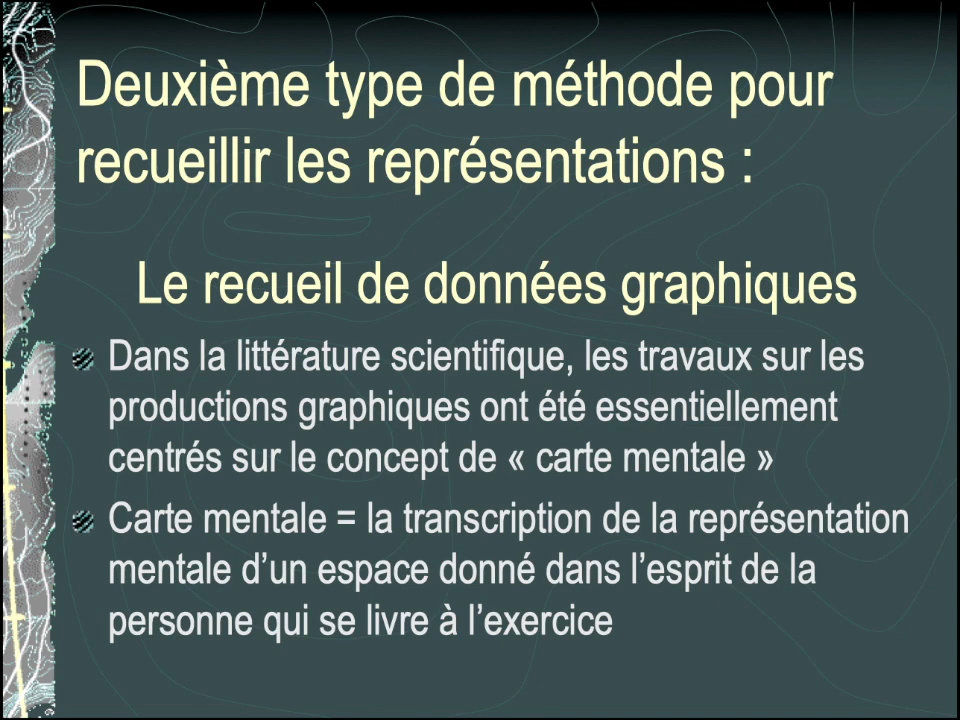 Deuxième type de méthode pour
recueillir les représentations :
Le recueil de données graphiques
Dans la littérature scientifique, les travaux sur les
productions graphiques ont été essentiellement
centrés sur le concept de « carte mentale »
Carte mentale = la transcription de la représentation
mentale d’un espace donné dans l’esprit de la
personne qui se livre à l’exercice